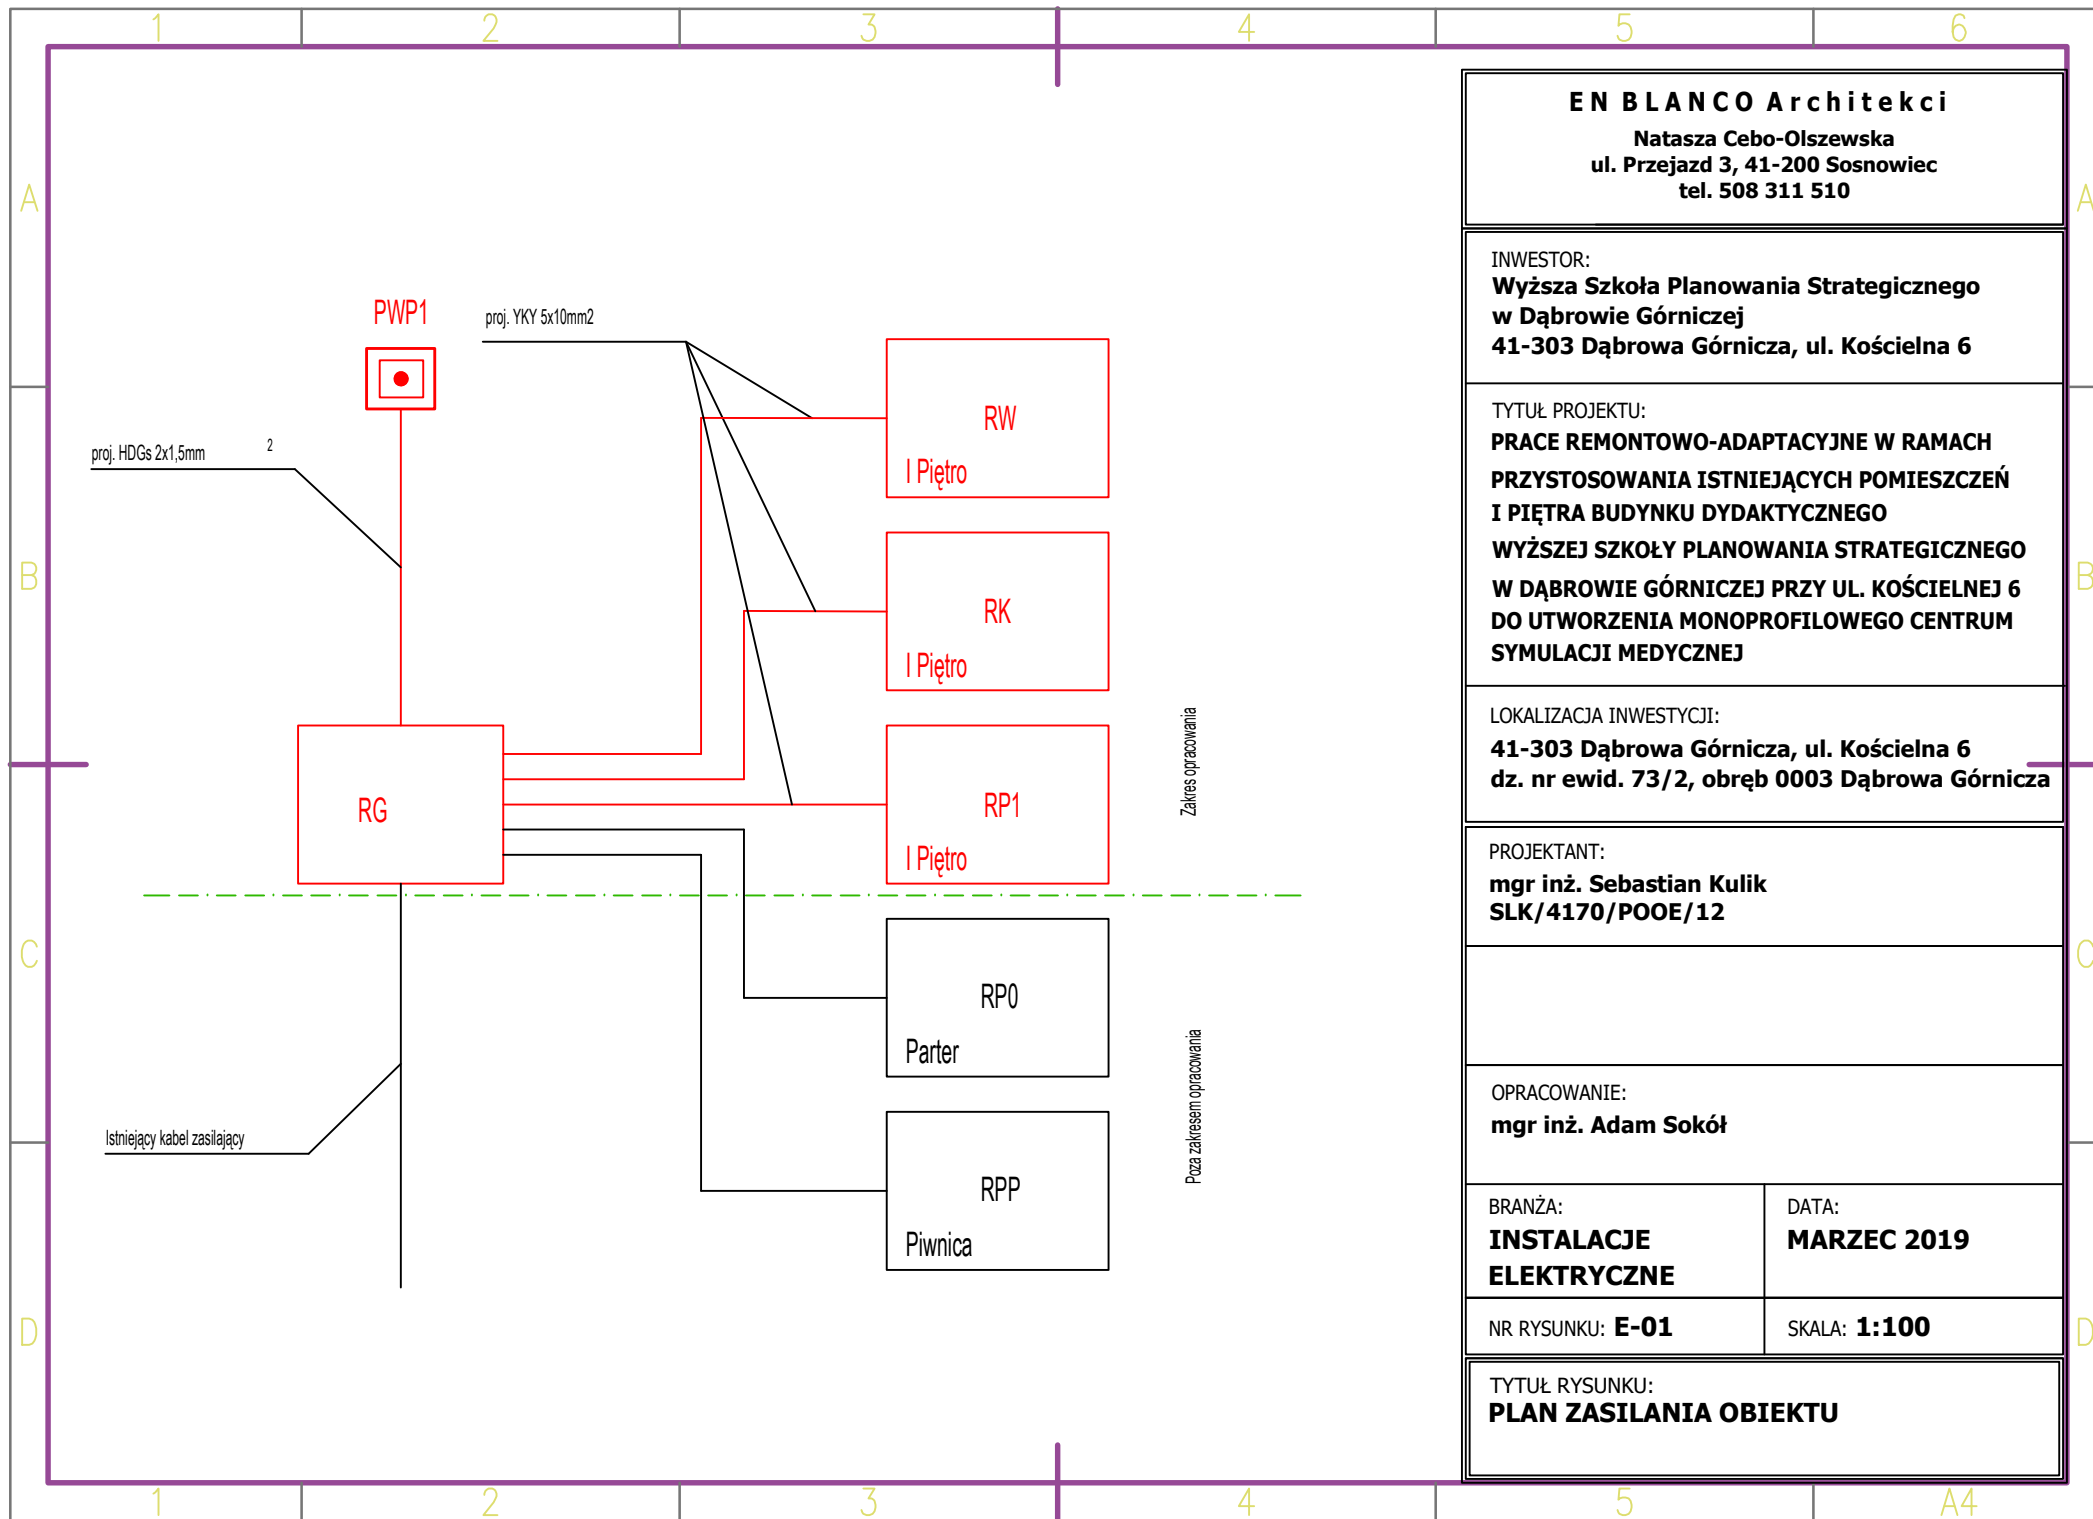 1 2 3 4 5 6
A A
B B
C C
D D
1 2 3 4 5 A4
PWP1
proj. YKY 5x10mm2
proj. HDGs 2x1,5mm 2
RW
I Piętro
RK
I Piętro
RG
RP1
I Piętro
Zakres opracowania
RP0
Parter
Poza zakresem opracowania
RPP
Piwnica
Istniejący kabel zasilający
EN BLANCO Architekci
Natasza Cebo-Olszewska
ul. Przejazd 3, 41-200 Sosnowiec
tel. 508 311 510
INWESTOR:
Wyższa Szkoła Planowania Strategicznego
w Dąbrowie Górniczej
41-303 Dąbrowa Górnicza, ul. Kościelna 6
TYTUŁ PROJEKTU:
PRACE REMONTOWO-ADAPTACYJNE W RAMACH
PRZYSTOSOWANIA ISTNIEJĄCYCH POMIESZCZEŃ
I PIĘTRA BUDYNKU DYDAKTYCZNEGO
WYŻSZEJ SZKOŁY PLANOWANIA STRATEGICZNEGO
W DĄBROWIE GÓRNICZEJ PRZY UL. KOŚCIELNEJ 6
DO UTWORZENIA MONOPROFILOWEGO CENTRUM
SYMULACJI MEDYCZNEJ
LOKALIZACJA INWESTYCJI:
41-303 Dąbrowa Górnicza, ul. Kościelna 6
dz. nr ewid. 73/2, obręb 0003 Dąbrowa Górnicza
PROJEKTANT:
mgr inż. Sebastian Kulik
SLK/4170/POOE/12
OPRACOWANIE:
mgr inż. Adam Sokół
BRANŻA:
INSTALACJE
ELEKTRYCZNE
DATA:
MARZEC 2019
NR RYSUNKU: E-01
SKALA: 1:100
TYTUŁ RYSUNKU:
PLAN ZASILANIA OBIEKTU